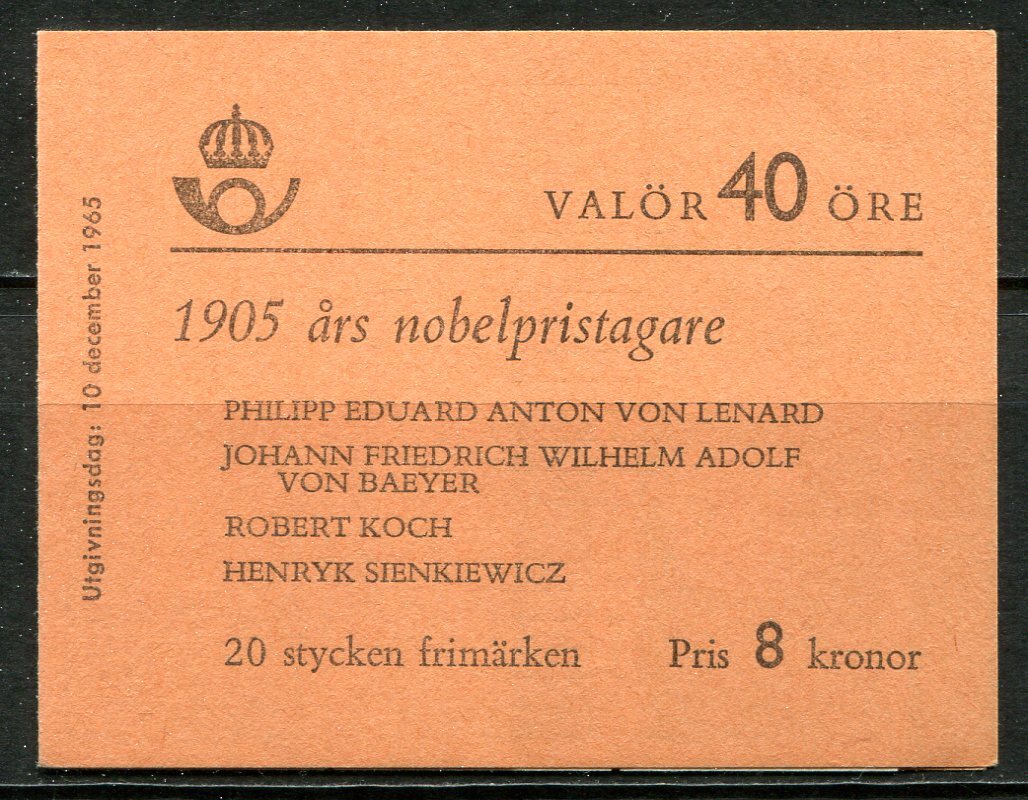 VALÖR 40 ÖRE
1905 års nobelpristagare
PHILIPP EDUARD ANTON VON LENARD
JOHANN FRIEDRICH WILHELM ADOLF
VON BAEYER
ROBERT KOCH
HENRYK SIENKIEWICZ
20 stycken frimärken Pris 8 kronor
Utgivningsdag: 10 december 1965